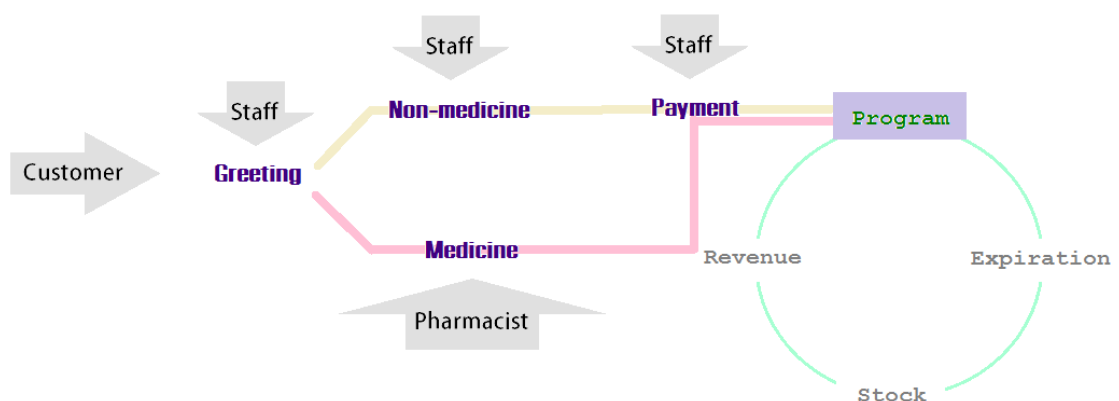 Staff
Staff
Staff
Non-medicine
Payment
Program
Customer
Greeting
Medicine
Revenue
Expiration
Pharmacist
Stock